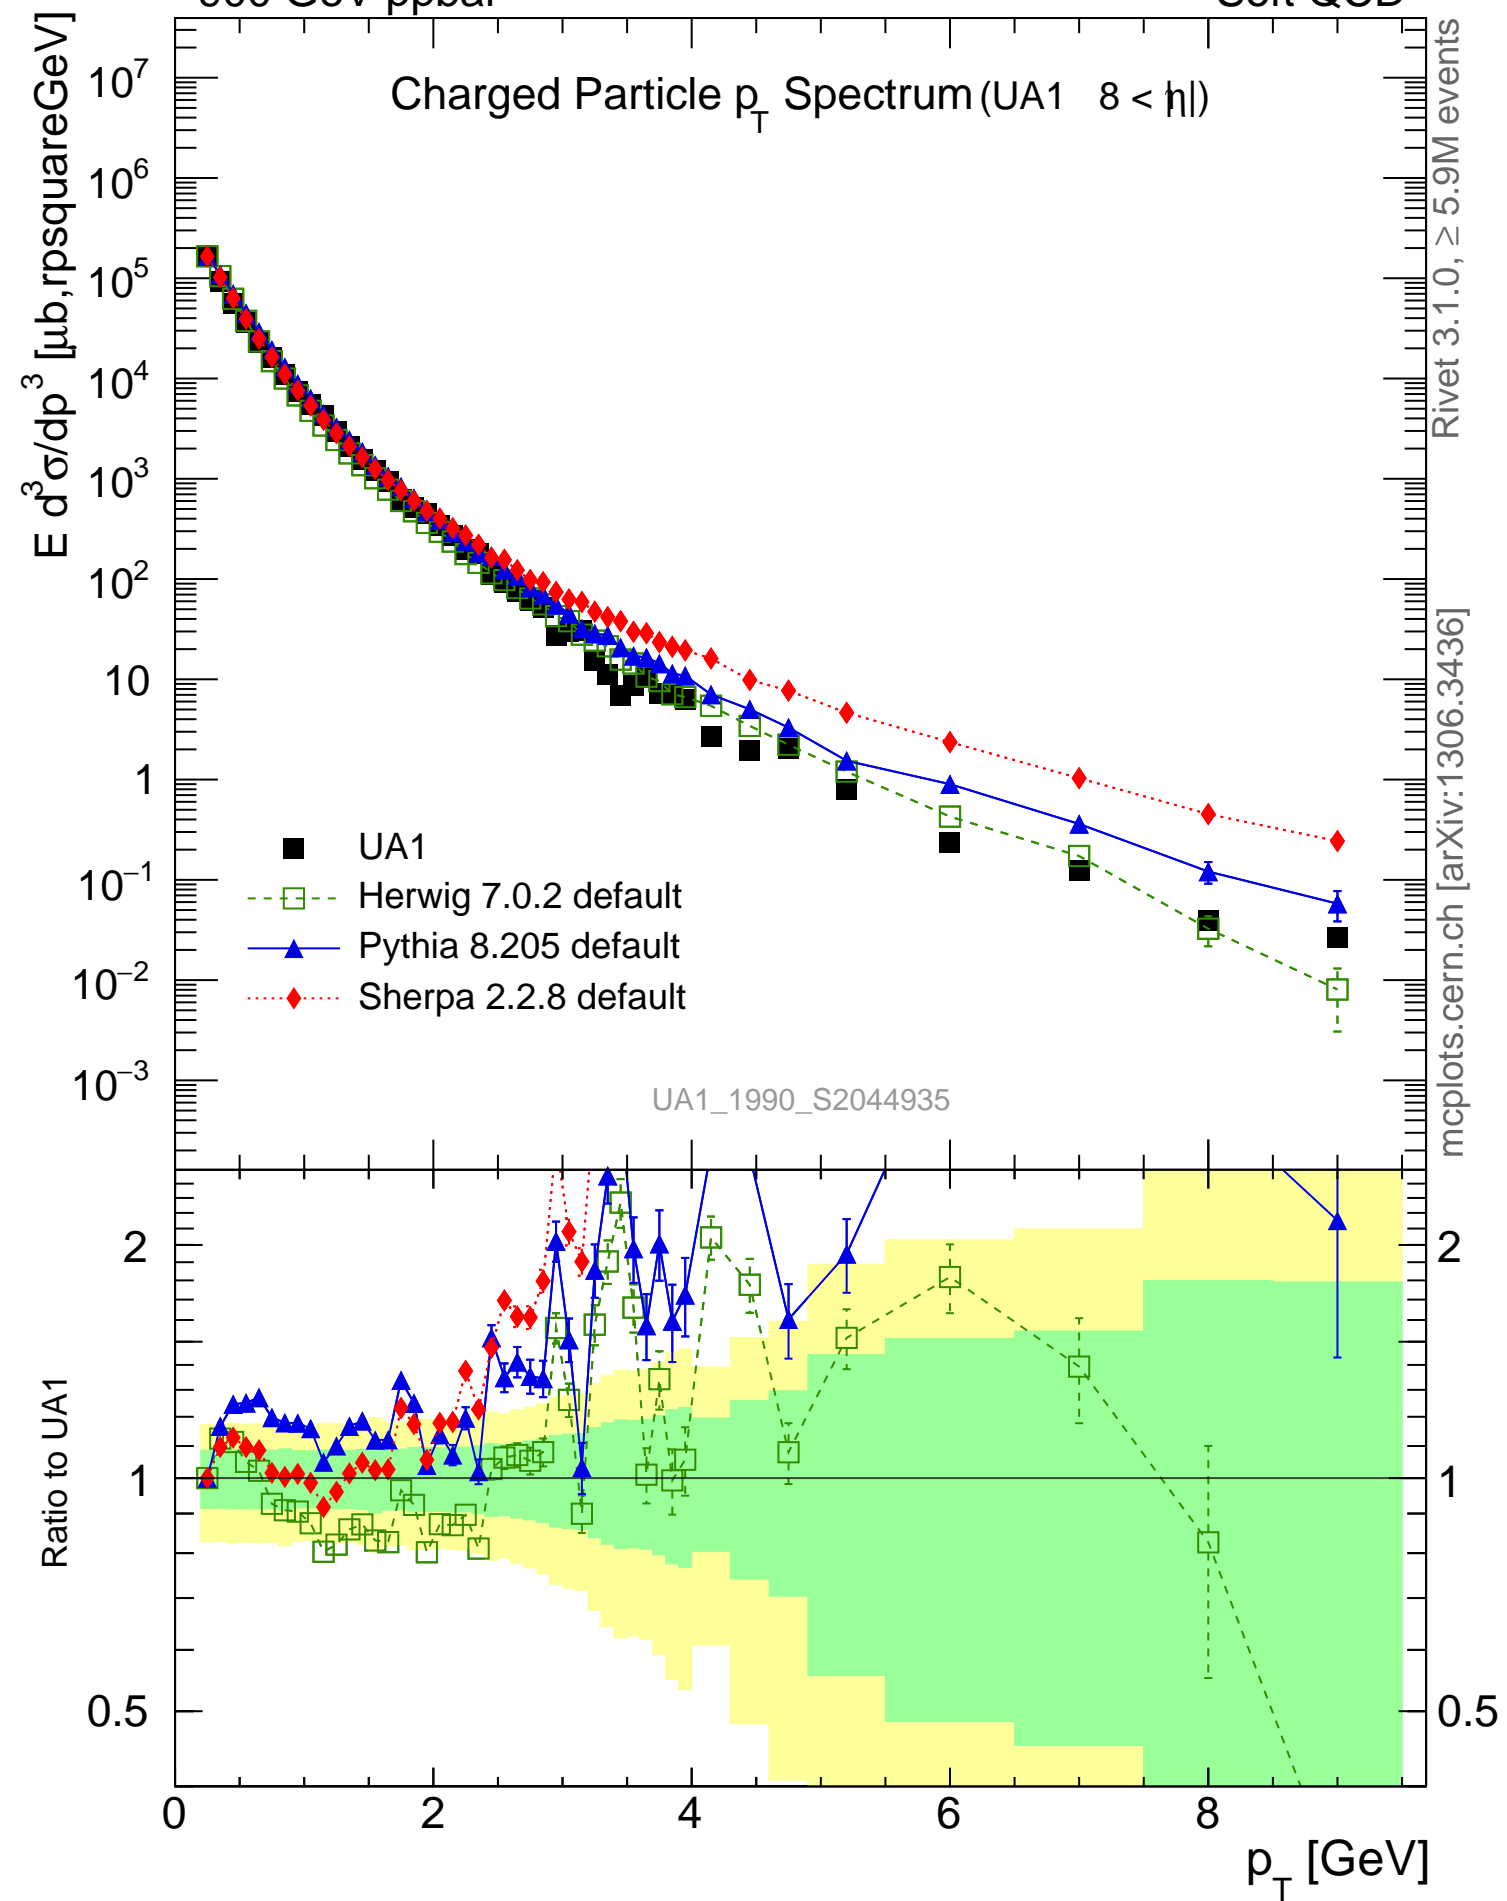 Charged Particle pT Spectrum (UA1 8 < |η|)
E d³σ/dp³ [μb,rpsquareGeV]
10⁷
10⁶
10⁵
10⁴
10³
10²
10
1
10⁻¹
10⁻²
10⁻³
UA1
Herwig 7.0.2 default
Pythia 8.205 default
Sherpa 2.2.8 default
UA1_1990_S2044935
Rivet 3.1.0, ≥ 5.9M events
mcplots.cern.ch [arXiv:1306.3436]
Ratio to UA1
2
1
0.5
2
1
0.5
0 2 4 6 8
pT [GeV]